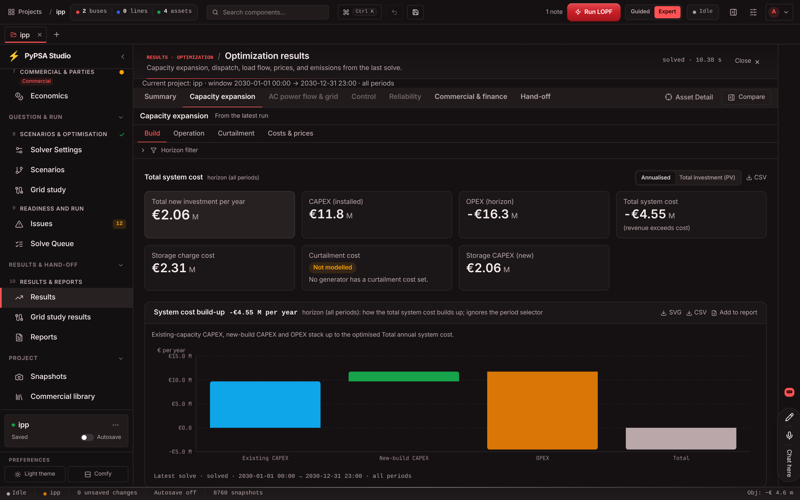 Projects / ipp 2 buses 0 lines 4 assets Search components... ⌘ Ctrl K 1 note Run LOPF Guided Expert Idle A
ipp × +
PyPSA Studio
COMMERCIAL & PARTIES
Commercial
Economics
QUESTION & RUN
9 SCENARIOS & OPTIMISATION
Solver Settings
Scenarios
Grid study
READINESS AND RUN
Issues 12
Solve Queue
RESULTS & HAND-OFF
RESULTS & REPORTS
Results
Grid study results
Reports
PROJECT
Snapshots
Commercial library
ipp ...
Saved Autosave
PREFERENCES
Light theme Comfy
RESULTS · OPTIMIZATION / Optimization results
Capacity expansion, dispatch, load flow, prices, and emissions from the last solve.
solved · 10.38 s Close ×
Current project: ipp · window 2030-01-01 00:00 → 2030-12-31 23:00 · all periods
Summary Capacity expansion AC power flow & grid Control Reliability Commercial & finance Hand-off Asset Detail Compare
Capacity expansion From the latest run
Build Operation Curtailment Costs & prices
Horizon filter
Total system cost horizon (all periods) Annualised Total investment (PV) CSV
Total new investment per year
€2.06 M
CAPEX (installed)
€11.8 M
OPEX (horizon)
-€16.3 M
Total system cost
-€4.55 M
(revenue exceeds cost)
Storage charge cost
€2.31 M
Curtailment cost
Not modelled
No generator has a curtailment cost set.
Storage CAPEX (new)
€2.06 M
System cost build-up -€4.55 M per year horizon (all periods): how the total system cost builds up; ignores the period selector SVG CSV Add to report
Existing-capacity CAPEX, new-build CAPEX and OPEX stack up to the optimised Total annual system cost.
€ per year
€15.0 M
€10.0 M
€5.0 M
€0.0
-€5.0 M
Existing CAPEX New-build CAPEX OPEX Total
Latest solve · solved · 2030-01-01 00:00 → 2030-12-31 23:00 · all periods
Chat here
Idle ipp 0 unsaved changes Autosave off 8760 snapshots Obj: -€ 4.6 m